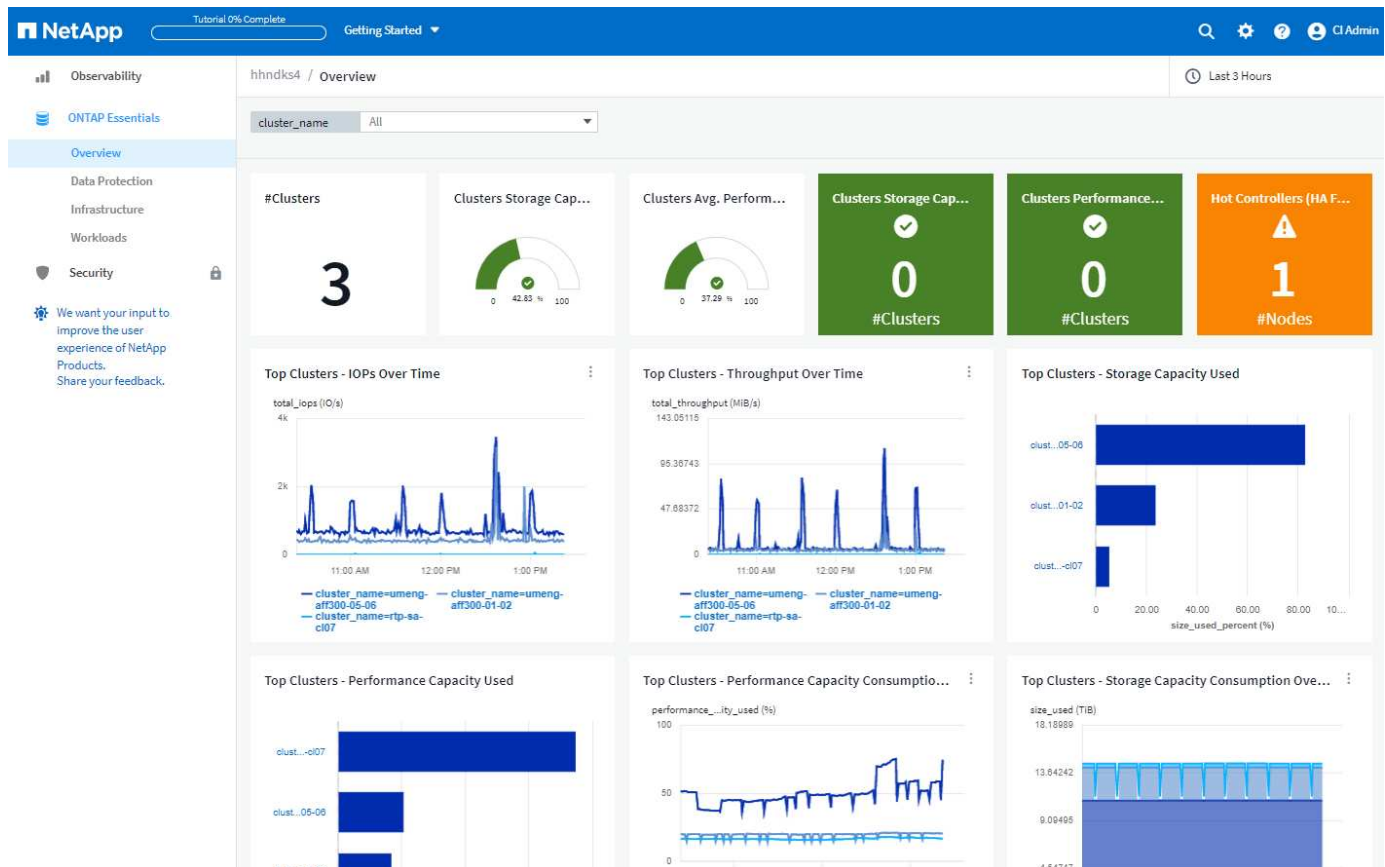 NetApp
Tutorial 0% Complete
Getting Started
CI Admin
Observability
ONTAP Essentials
Overview
Data Protection
Infrastructure
Workloads
Security
We want your input to
improve the user
experience of NetApp
Products.
Share your feedback.
hhndks4 / Overview
Last 3 Hours
cluster_name All
#Clusters
3
Clusters Storage Cap...
0 42.83 % 100
Clusters Avg. Perform...
0 37.29 % 100
Clusters Storage Cap...
0
#Clusters
Clusters Performance...
0
#Clusters
Hot Controllers (HA F...
1
#Nodes
Top Clusters - IOPs Over Time
total_iops (IO/s)
4k
2k
0
11:00 AM 12:00 PM 1:00 PM
cluster_name=umeng-
aff300-05-06
cluster_name=umeng-
aff300-01-02
cluster_name=rtp-sa-
cl07
Top Clusters - Throughput Over Time
total_throughput (MiB/s)
143.05115
95.36743
47.68372
0
11:00 AM 12:00 PM 1:00 PM
cluster_name=umeng-
aff300-05-06
cluster_name=umeng-
aff300-01-02
cluster_name=rtp-sa-
cl07
Top Clusters - Storage Capacity Used
clust...05-06
clust...01-02
clust...-cl07
0 20.00 40.00 60.00 80.00 10...
size_used_percent (%)
Top Clusters - Performance Capacity Used
clust...-cl07
clust...05-06
Top Clusters - Performance Capacity Consumptio...
performance_...ity_used (%)
100
50
0
Top Clusters - Storage Capacity Consumption Ove...
size_used (TiB)
18.18989
13.64242
9.09495